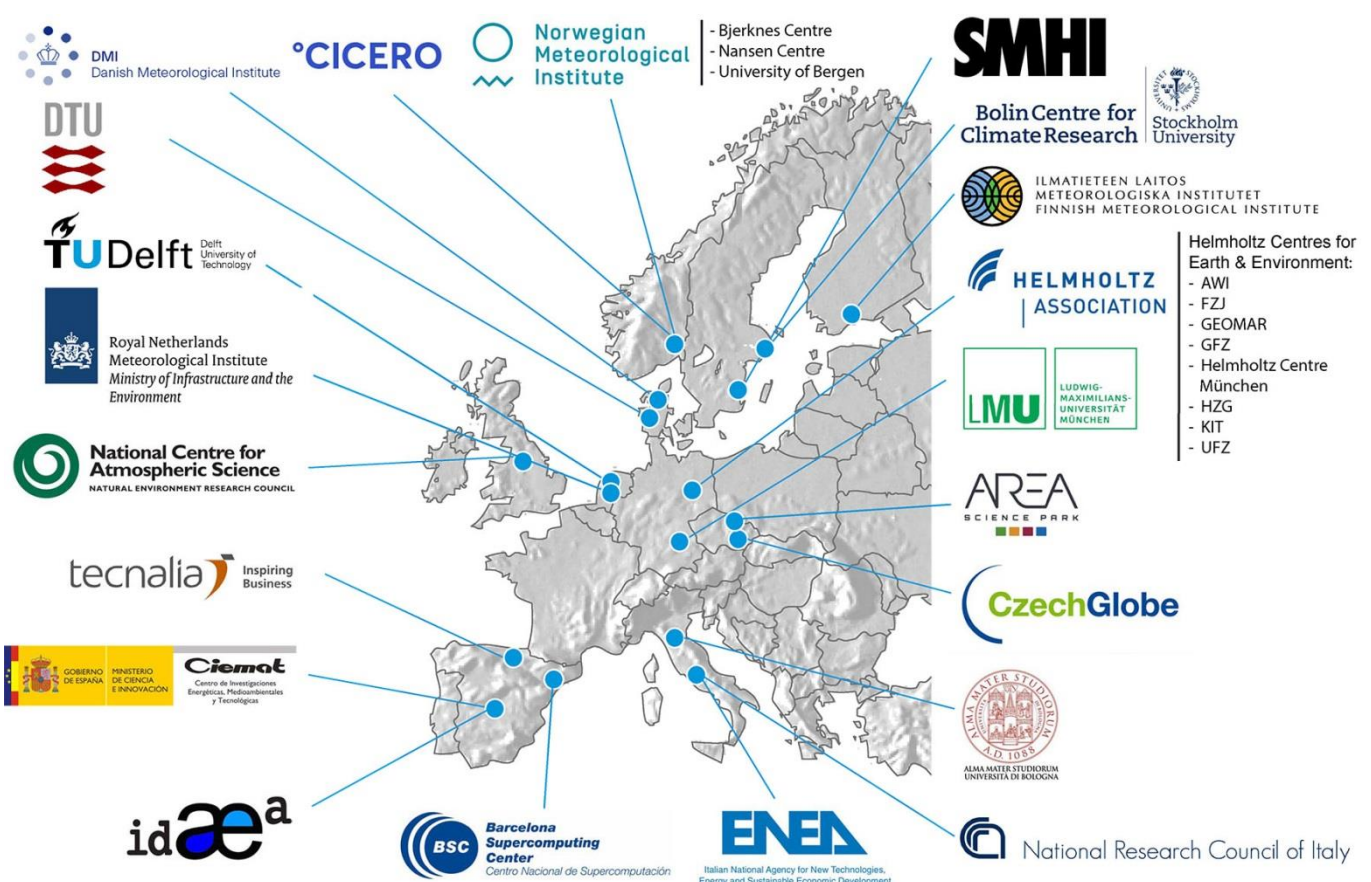 DMI
Danish Meteorological Institute
°CICERO
Norwegian
Meteorological
Institute
- Bjerknes Centre
- Nansen Centre
- University of Bergen
SMHI
DTU
Bolin Centre for
Climate Research
STOCKHOLMS
UNIVERSITET
Stockholm
University
TU Delft
Delft
University of
Technology
ILMATIETEEN LAITOS
METEOROLOGISKA INSTITUTET
FINNISH METEOROLOGICAL INSTITUTE
Royal Netherlands
Meteorological Institute
Ministry of Infrastructure and the
Environment
HELMHOLTZ
ASSOCIATION
Helmholtz Centres for
Earth & Environment:
- AWI
- FZJ
- GEOMAR
- GFZ
- Helmholtz Centre
München
- HZG
- KIT
- UFZ
LMU
LUDWIG-
MAXIMILIANS-
UNIVERSITÄT
MÜNCHEN
National Centre for
Atmospheric Science
NATURAL ENVIRONMENT RESEARCH COUNCIL
AREA
SCIENCE PARK
tecnalia
Inspiring
Business
CzechGlobe
GOBIERNO
DE ESPAÑA
MINISTERIO
DE CIENCIA
E INNOVACIÓN
Ciemat
Centro de Investigaciones
Energéticas, Medioambientales
y Tecnológicas
ALMA MATER STUDIORUM
A.D. 1088
ALMA MATER STUDIORUM
UNIVERSITÀ DI BOLOGNA
idæa
BSC
Barcelona
Supercomputing
Center
Centro Nacional de Supercomputación
ENEA
Italian National Agency for New Technologies,
Energy and Sustainable Economic Development
National Research Council of Italy